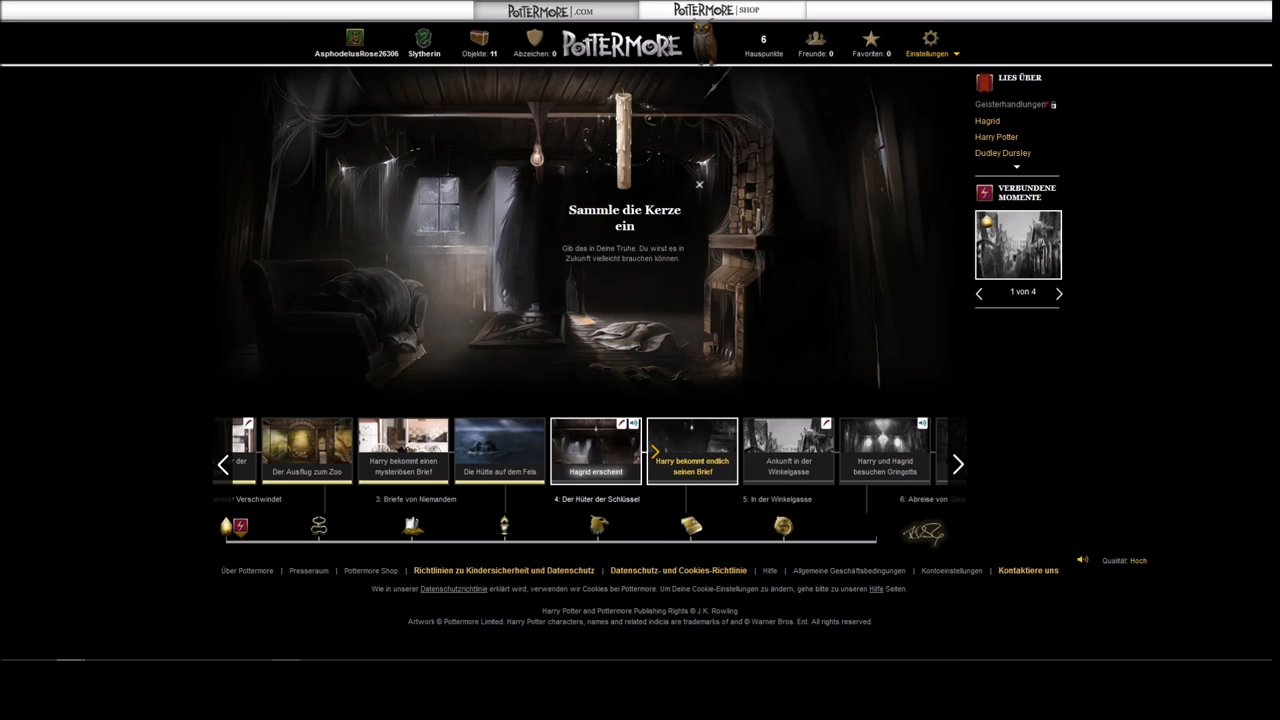 POTTERMORE .COM
POTTERMORE SHOP
AsphodelusRose26306
Slytherin
Objekte: 11
Abzeichen: 0
POTTERMORE
6
Hauspunkte
Freunde: 0
Favoriten: 0
Einstellungen
LIES ÜBER
Geisterhandlungen
Hagrid
Harry Potter
Dudley Dursley
VERBUNDENE
MOMENTE
1 von 4
Sammle die Kerze
ein
Gib das in Deine Truhe. Du wirst es in
Zukunft vielleicht brauchen können.
der
Der Ausflug zum Zoo
Harry bekommt einen
mysteriösen Brief
Die Hütte auf dem Fels
Hagrid erscheint
Harry bekommt endlich
seinen Brief
Ankunft in der
Winkelgasse
Harry und Hagrid
besuchen Gringotts
Verschwindet
3: Briefe von Niemandem
4: Der Hüter der Schlüssel
5: In der Winkelgasse
6: Abreise von
Qualität: Hoch
Über Pottermore | Presseraum | Pottermore Shop | Richtlinien zu Kindersicherheit und Datenschutz | Datenschutz- und Cookies-Richtlinie | Hilfe | Allgemeine Geschäftsbedingungen | Kontoeinstellungen | Kontaktiere uns
Wie in unserer Datenschutzrichtlinie erklärt wird, verwenden wir Cookies bei Pottermore. Um Deine Cookie-Einstellungen zu ändern, gehe bitte zu unseren Hilfe Seiten.
Harry Potter and Pottermore Publishing Rights © J.K. Rowling
Artwork © Pottermore Limited. Harry Potter characters, names and related indicia are trademarks of and © Warner Bros. Ent. All rights reserved.